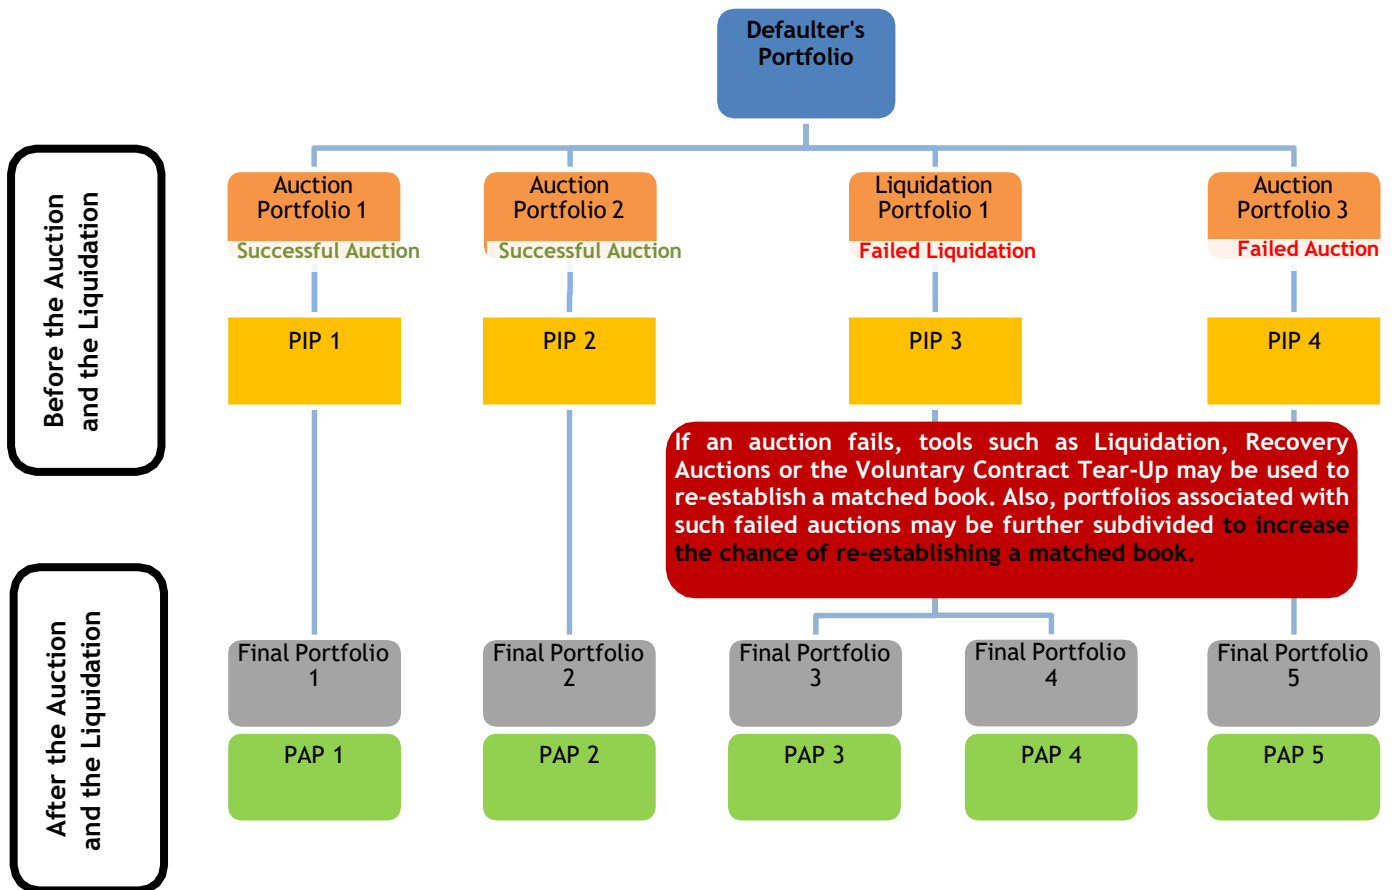 Defaulter's
Portfolio
Before the Auction
and the Liquidation
Auction
Portfolio 1
Successful Auction
Auction
Portfolio 2
Successful Auction
Liquidation
Portfolio 1
Failed Liquidation
Auction
Portfolio 3
Failed Auction
PIP 1
PIP 2
PIP 3
PIP 4
If an auction fails, tools such as Liquidation, Recovery
Auctions or the Voluntary Contract Tear-Up may be used to
re-establish a matched book. Also, portfolios associated with
such failed auctions may be further subdivided to increase
the chance of re-establishing a matched book.
After the Auction
and the Liquidation
Final Portfolio
1
Final Portfolio
2
Final Portfolio
3
Final Portfolio
4
Final Portfolio
5
PAP 1
PAP 2
PAP 3
PAP 4
PAP 5